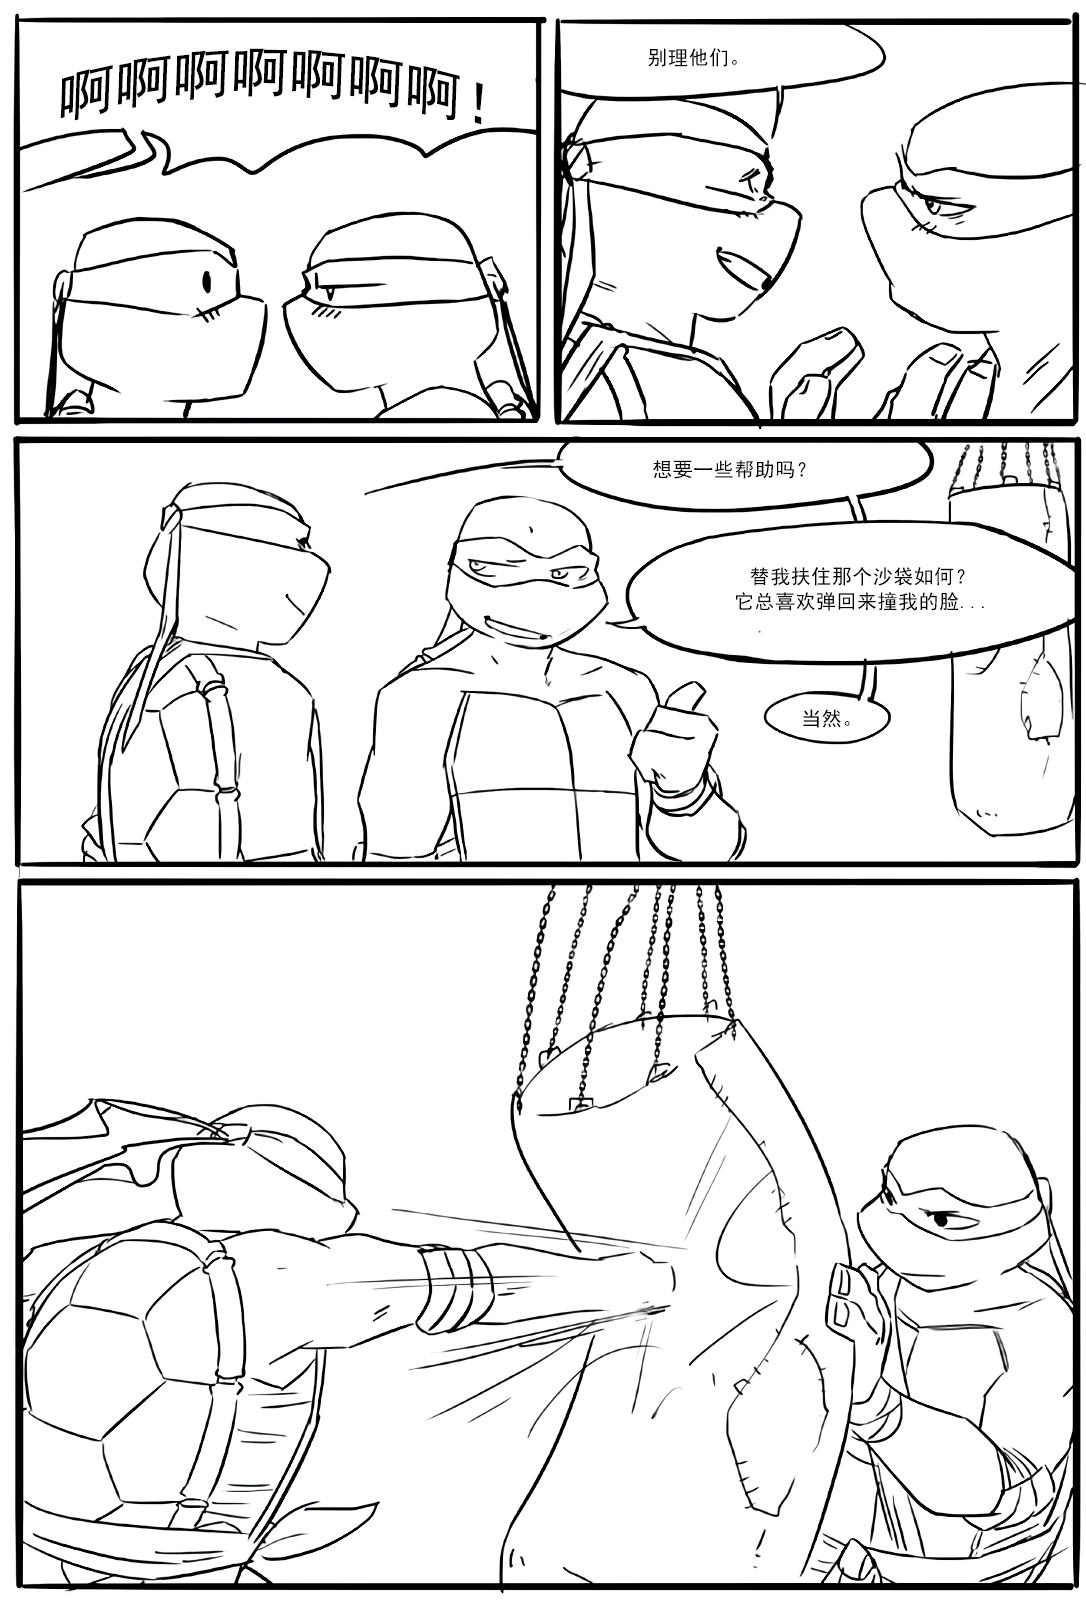 啊啊啊啊啊啊啊！
别理他们。
想要一些帮助吗？
替我扶住那个沙袋如何？
它总喜欢弹回来撞我的脸...
当然。